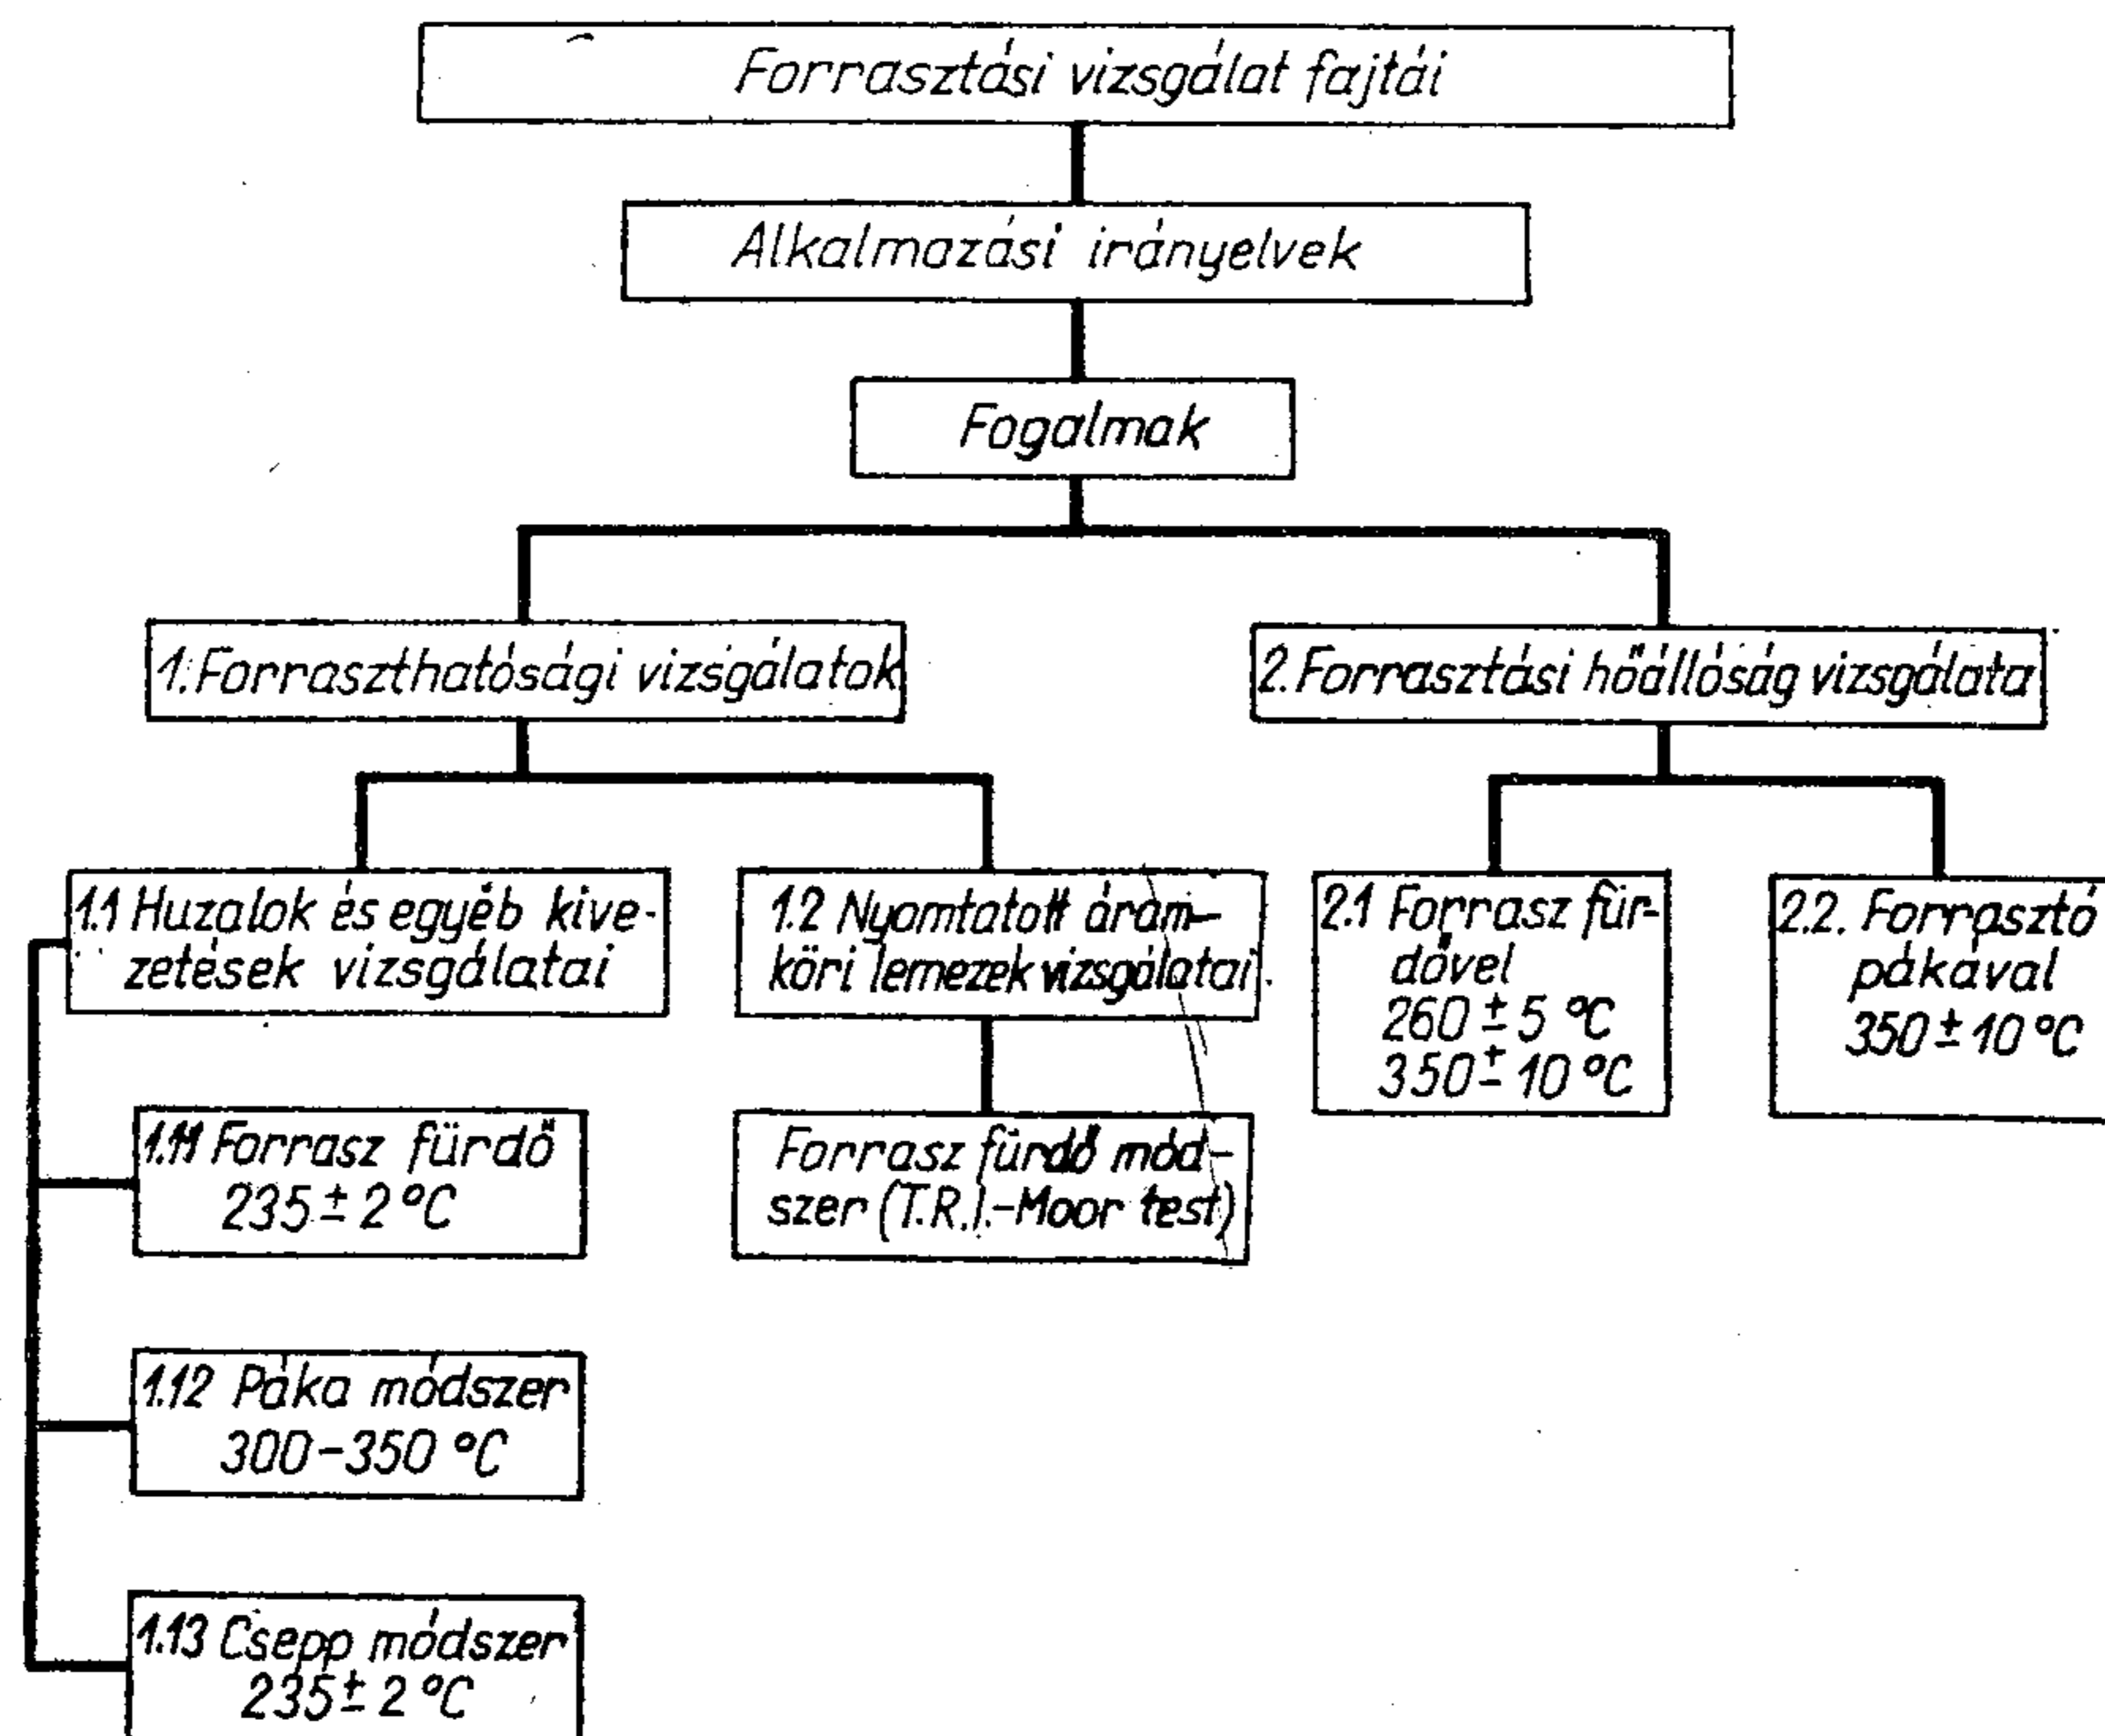 Forrasztási vizsgálat fajtái
Alkalmazási irányelvek
Fogalmak
1. Forraszthatósági vizsgálatok
2. Forrasztási hőállóság vizsgálata
1.1 Huzalok és egyéb kive-
zetések vizsgálatai
1.2 Nyomtatott áram-
köri lemezek vizsgálatai
2.1 Forrasz für-
dővel
260 ± 5 °C
350 ± 10 °C
2.2. Forrasztó
pákával
350 ± 10 °C
1.11 Forrasz fürdő
235 ± 2 °C
Forrasz fürdő mód-
szer (T.R.I.-Moor test)
1.12 Páka módszer
300-350 °C
1.13 Csepp módszer
235 ± 2 °C